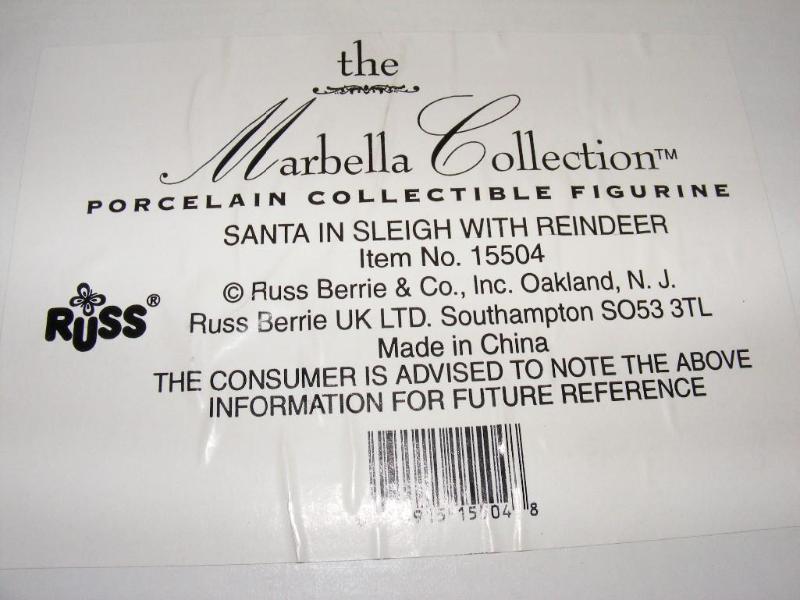 the
Marbella Collection™
PORCELAIN COLLECTIBLE FIGURINE
SANTA IN SLEIGH WITH REINDEER
Item No. 15504
© Russ Berrie & Co., Inc. Oakland, N. J.
RUSS®
Russ Berrie UK LTD. Southampton SO53 3TL
Made in China
THE CONSUMER IS ADVISED TO NOTE THE ABOVE
INFORMATION FOR FUTURE REFERENCE
15504 8